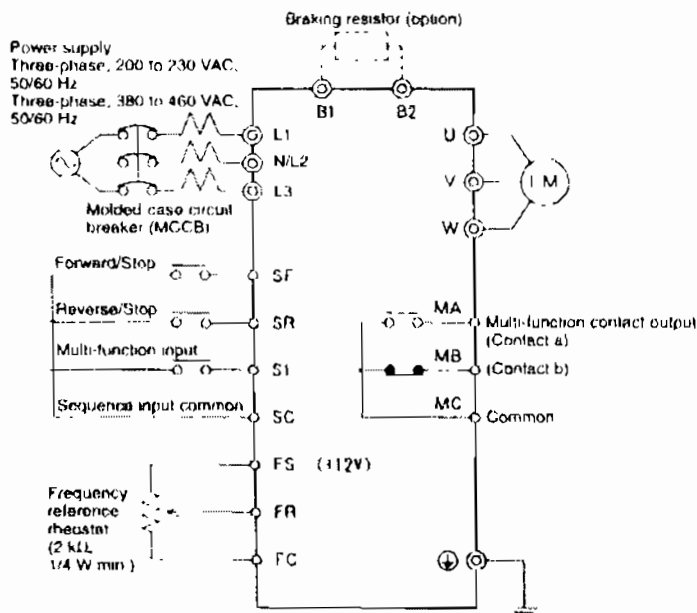 Braking resistor (option)
Power supply
Three-phase, 200 to 230 VAC,
50/60 Hz
Three-phase, 380 to 460 VAC,
50/60 Hz
B1
B2
L1
N/L2
L3
U
V
W
IM
Molded case circuit
breaker (MCCB)
Forward/Stop
SF
Reverse/Stop
SR
Multi-function input
S1
Sequence input common
SC
MA
Multi-function contact output
(Contact a)
MB
(Contact b)
MC
Common
FS (+12V)
Frequency
reference
rheostat
(2 kΩ,
1/4 W min.)
FR
FC